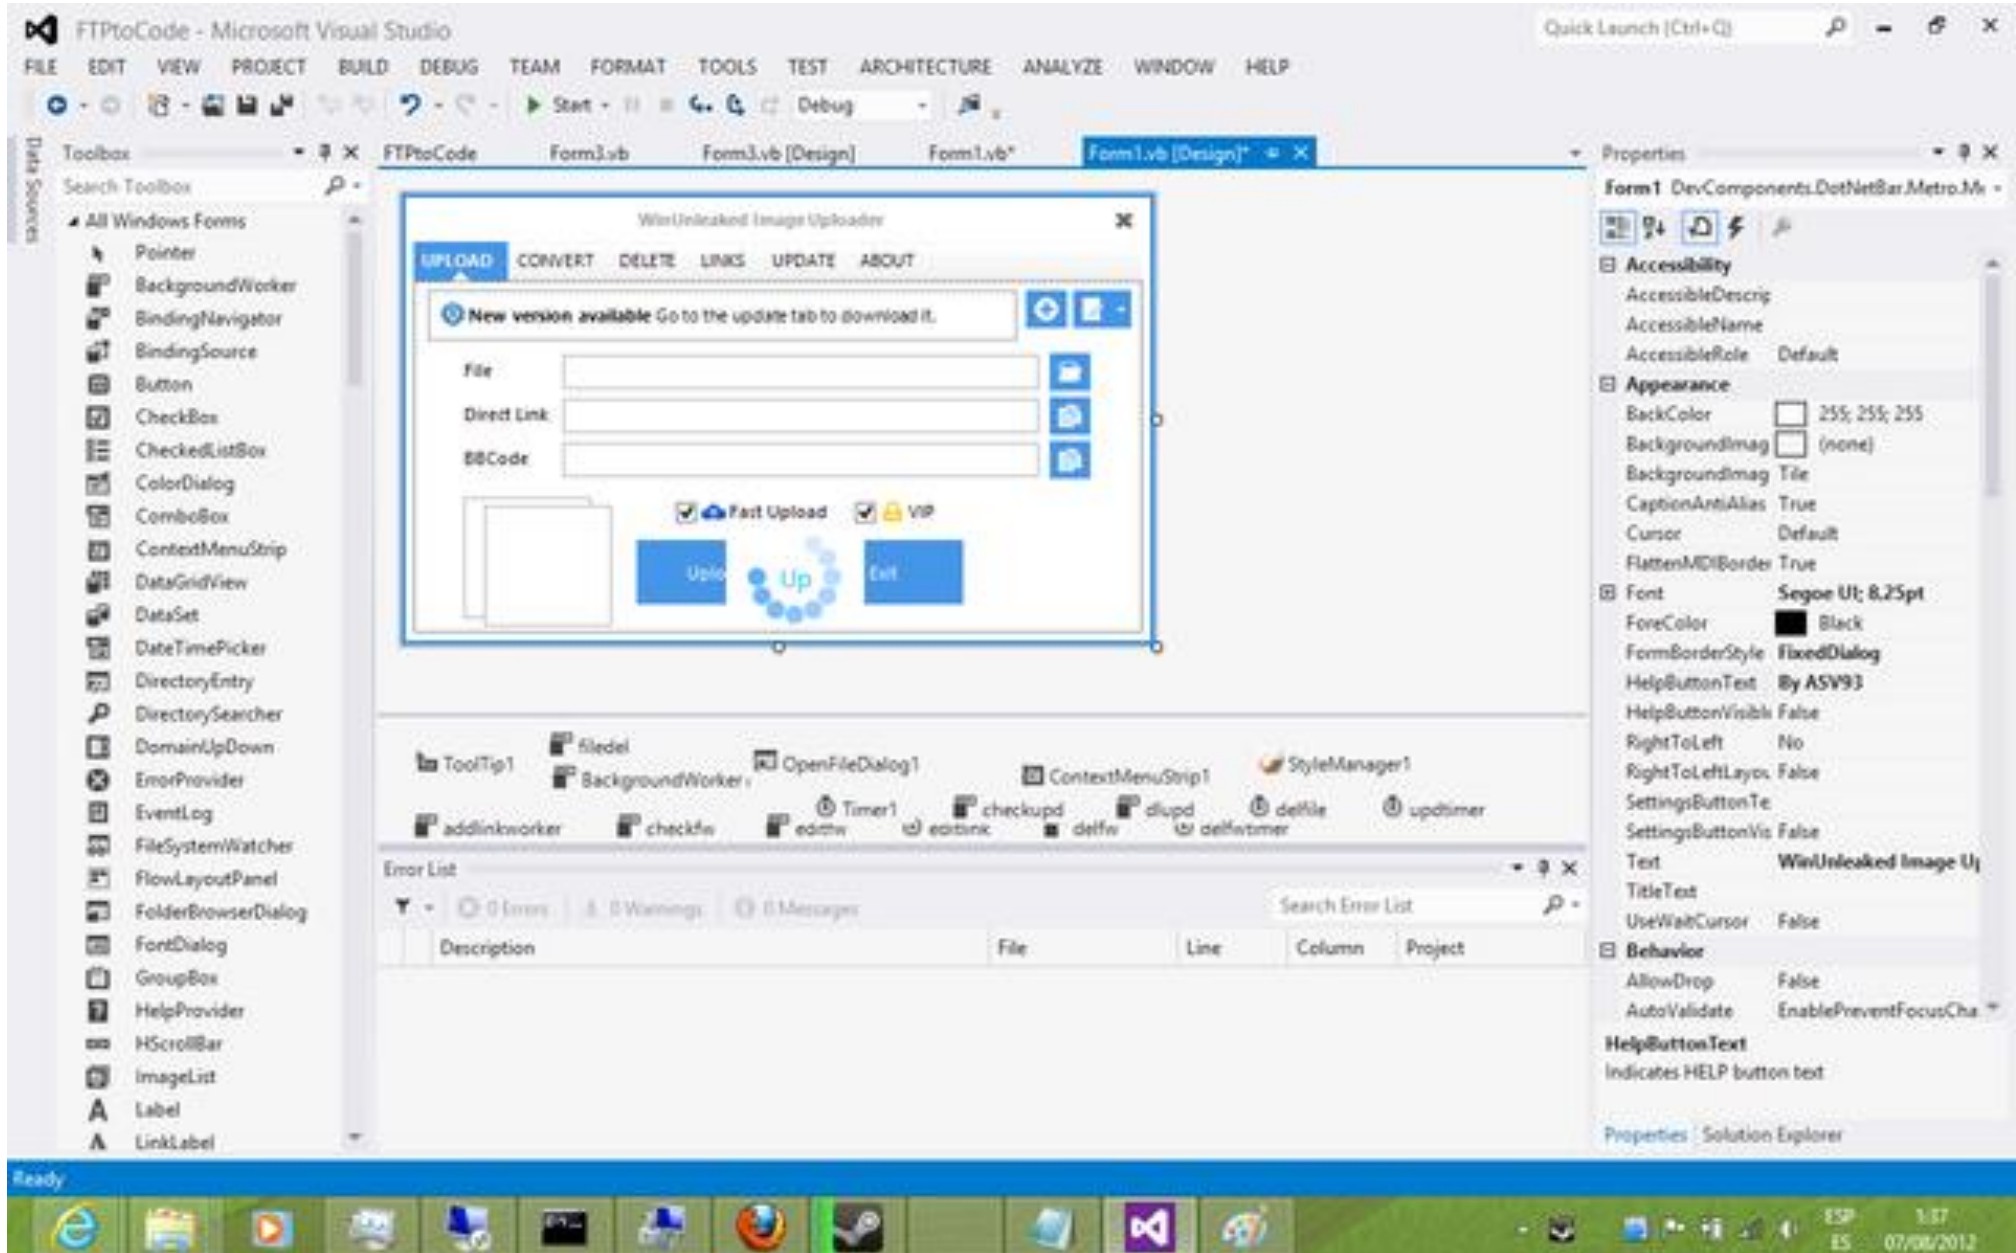 FTPtoCode - Microsoft Visual Studio
Quick Launch (Ctrl+Q)
FILE EDIT VIEW PROJECT BUILD DEBUG TEAM FORMAT TOOLS TEST ARCHITECTURE ANALYZE WINDOW HELP
Start Debug
Data Sources
Toolbox
Search Toolbox
All Windows Forms
Pointer
BackgroundWorker
BindingNavigator
BindingSource
Button
CheckBox
CheckedListBox
ColorDialog
ComboBox
ContextMenuStrip
DataGridView
DataSet
DateTimePicker
DirectoryEntry
DirectorySearcher
DomainUpDown
ErrorProvider
EventLog
FileSystemWatcher
FlowLayoutPanel
FolderBrowserDialog
FontDialog
GroupBox
HelpProvider
HScrollBar
ImageList
Label
LinkLabel
FTPtoCode Form3.vb Form3.vb [Design] Form1.vb* Form1.vb [Design]*
WinUnleaked Image Uploader
UPLOAD CONVERT DELETE LINKS UPDATE ABOUT
New version available Go to the update tab to download it.
File
Direct Link
BBCode
Fast Upload VIP
Uplo Up Exit
ToolTip1 filedel OpenFileDialog1 StyleManager1
BackgroundWorker ContextMenuStrip1
Timer1 checkupd dlupd delfile updtimer
addlinkworker checkfw editfw editlink delfw delfwtimer
Error List
0 Errors 0 Warnings 0 Messages Search Error List
Description File Line Column Project
Properties
Form1 DevComponents.DotNetBar.Metro.Me
Accessibility
AccessibleDescrip
AccessibleName
AccessibleRole Default
Appearance
BackColor 255; 255; 255
BackgroundImag (none)
BackgroundImag Tile
CaptionAntiAlias True
Cursor Default
FlattenMDIBorder True
Font Segoe UI; 8,25pt
ForeColor Black
FormBorderStyle FixedDialog
HelpButtonText By ASV93
HelpButtonVisible False
RightToLeft No
RightToLeftLayou False
SettingsButtonTe
SettingsButtonVis False
Text WinUnleaked Image Up
TitleText
UseWaitCursor False
Behavior
AllowDrop False
AutoValidate EnablePreventFocusCha
HelpButtonText
Indicates HELP button text
Properties Solution Explorer
Ready
ESP
ES
1:37
07/08/2012